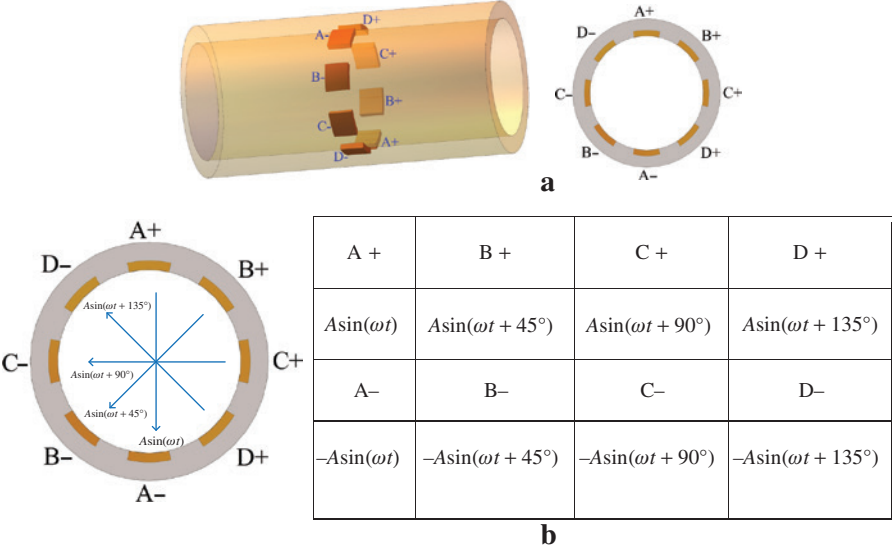 D+
A-
C+
B-
B+
C-
A+
D-
A+
D-
B+
C-
C+
B-
D+
A-
a
A+
D-
B+
Asin(ωt + 135°)
C-
C+
Asin(ωt + 90°)
Asin(ωt + 45°)
Asin(ωt)
B-
D+
A-
A + B + C + D +
Asin(ωt) Asin(ωt + 45°) Asin(ωt + 90°) Asin(ωt + 135°)
A– B– C– D–
–Asin(ωt) –Asin(ωt + 45°) –Asin(ωt + 90°) –Asin(ωt + 135°)
b